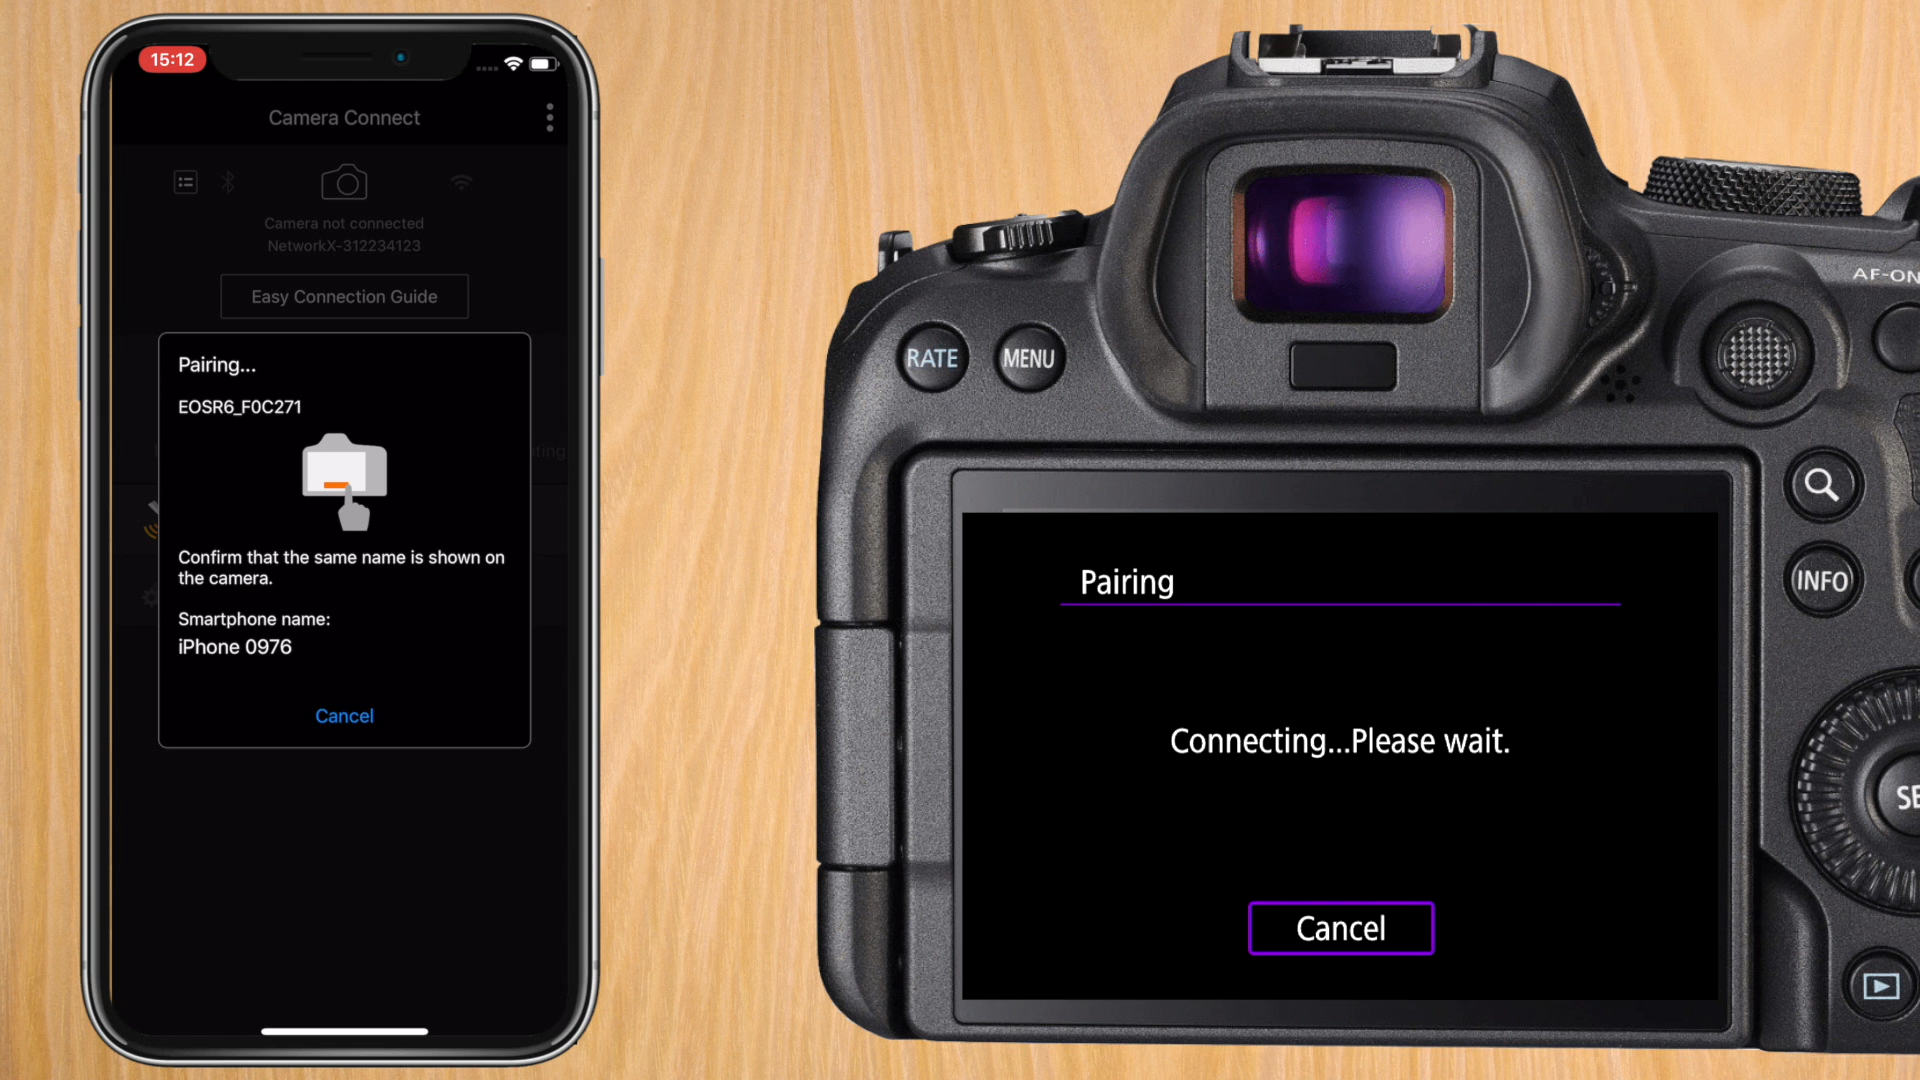 15:12
Camera Connect
Camera not connected
NetworkX-312234123
Easy Connection Guide
Pairing...
EOSR6_F0C271
Confirm that the same name is shown on
the camera.
Smartphone name:
iPhone 0976
Cancel
AF-ON
RATE
MENU
INFO
Pairing
Connecting...Please wait.
Cancel